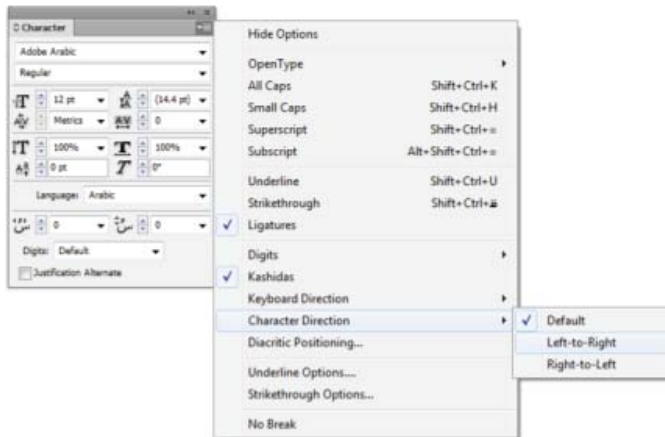 Character
Adobe Arabic
Regular
12 pt (14.4 pt)
Metrics 0
100% 100%
0 pt 0°
Language: Arabic
0 0
Digits: Default
Justification Alternate
Hide Options
OpenType
All Caps Shift+Ctrl+K
Small Caps Shift+Ctrl+H
Superscript Shift+Ctrl+=
Subscript Alt+Shift+Ctrl+=
Underline Shift+Ctrl+U
Strikethrough Shift+Ctrl+
Ligatures
Digits
Kashidas
Keyboard Direction
Character Direction
Diacritic Positioning...
Underline Options....
Strikethrough Options...
No Break
Default
Left-to-Right
Right-to-Left